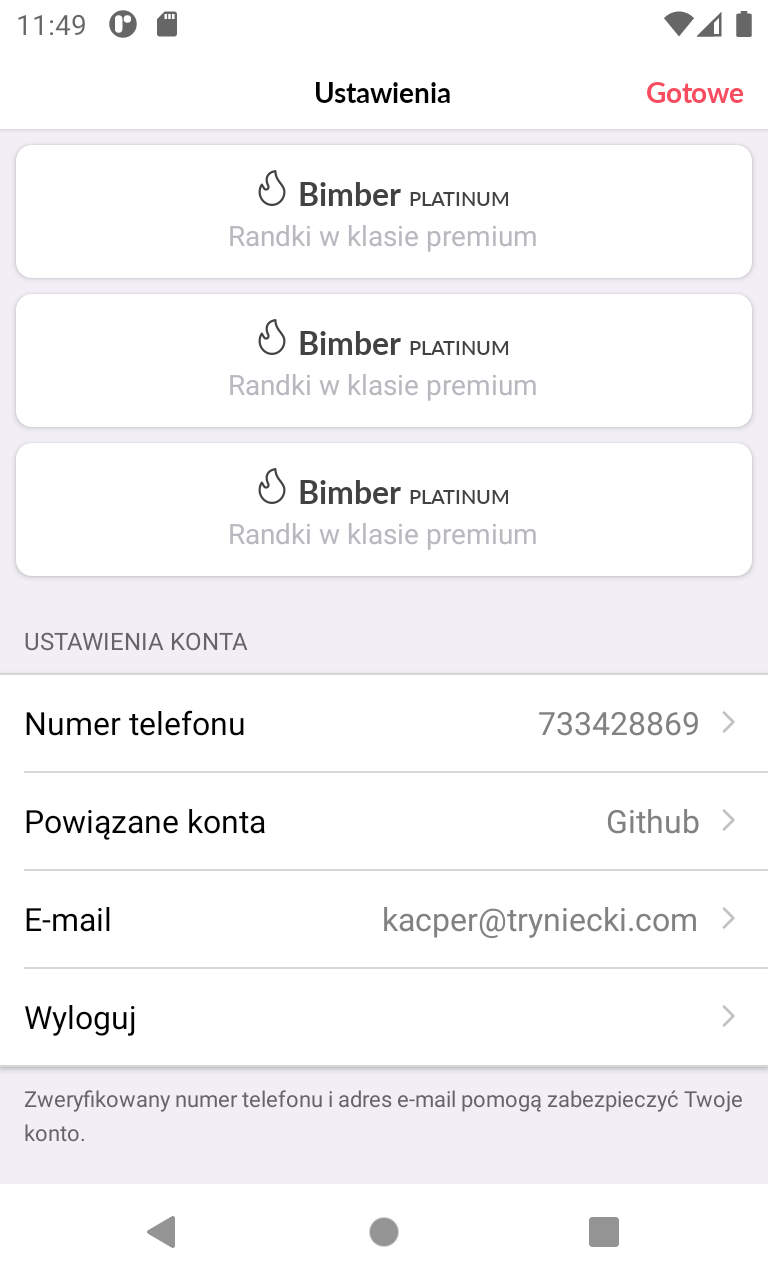 11:49
Ustawienia
Gotowe
Bimber PLATINUM
Randki w klasie premium
Bimber PLATINUM
Randki w klasie premium
Bimber PLATINUM
Randki w klasie premium
USTAWIENIA KONTA
Numer telefonu 733428869
Powiązane konta Github
E-mail kacper@tryniecki.com
Wyloguj
Zweryfikowany numer telefonu i adres e-mail pomogą zabezpieczyć Twoje
konto.